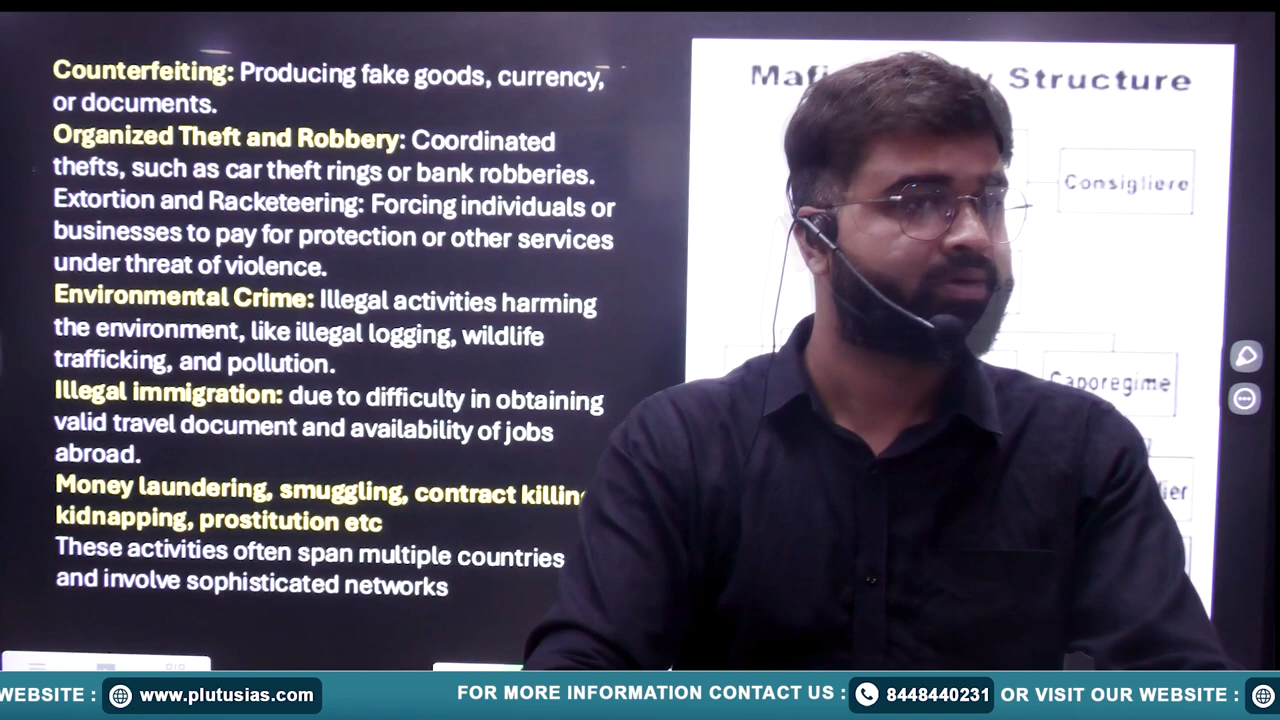 Counterfeiting: Producing fake goods, currency,
or documents.
Organized Theft and Robbery: Coordinated
thefts, such as car theft rings or bank robberies.
Extortion and Racketeering: Forcing individuals or
businesses to pay for protection or other services
under threat of violence.
Environmental Crime: Illegal activities harming
the environment, like illegal logging, wildlife
trafficking, and pollution.
Illegal immigration: due to difficulty in obtaining
valid travel document and availability of jobs
abroad.
Money laundering, smuggling, contract
kidnapping, prostitution etc
These activities often span multiple countries
and involve sophisticated networks
Structure
Consigliere
Caporegime
WEBSITE : www.plutusias.com FOR MORE INFORMATION CONTACT US : 8448440231 OR VISIT OUR WEBSITE :